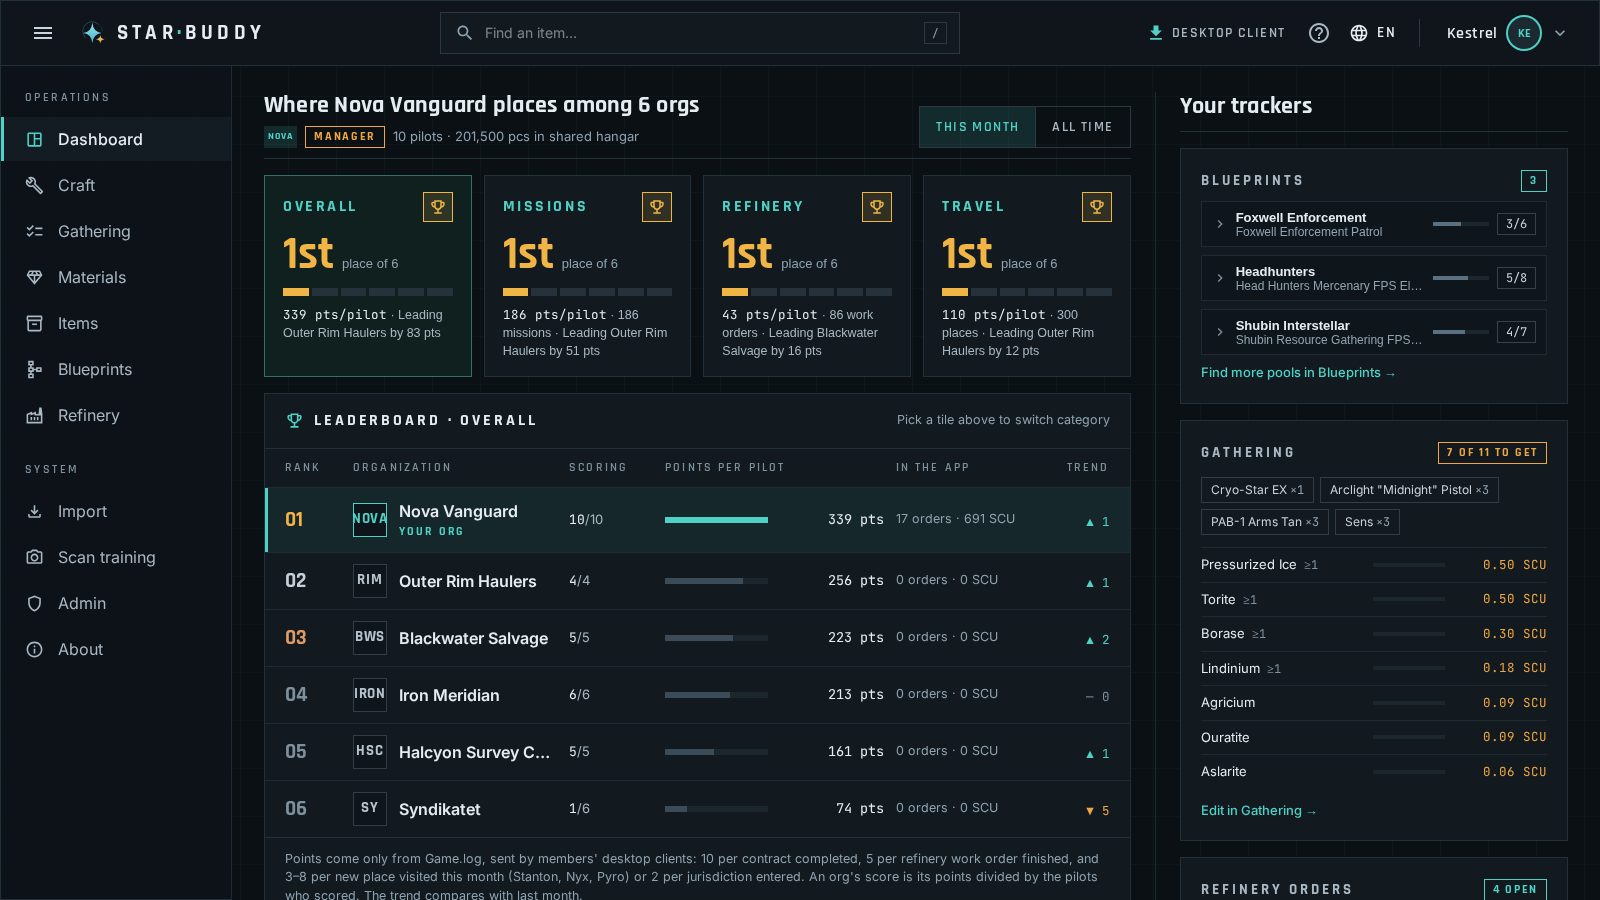 STAR·BUDDY
Find an item...
/
DESKTOP CLIENT
EN
Kestrel
KE
OPERATIONS
Dashboard
Craft
Gathering
Materials
Items
Blueprints
Refinery
SYSTEM
Import
Scan training
Admin
About
Where Nova Vanguard places among 6 orgs
NOVA
MANAGER
10 pilots · 201,500 pcs in shared hangar
THIS MONTH
ALL TIME
OVERALL
1st place of 6
339 pts/pilot · Leading
Outer Rim Haulers by 83 pts
MISSIONS
1st place of 6
186 pts/pilot · 186
missions · Leading Outer Rim
Haulers by 51 pts
REFINERY
1st place of 6
43 pts/pilot · 86 work
orders · Leading Blackwater
Salvage by 16 pts
TRAVEL
1st place of 6
110 pts/pilot · 300
places · Leading Outer Rim
Haulers by 12 pts
LEADERBOARD · OVERALL
Pick a tile above to switch category
RANK ORGANIZATION SCORING POINTS PER PILOT IN THE APP TREND
01 NOVA Nova Vanguard 10/10 339 pts 17 orders · 691 SCU ▲ 1
YOUR ORG
02 RIM Outer Rim Haulers 4/4 256 pts 0 orders · 0 SCU ▲ 1
03 BWS Blackwater Salvage 5/5 223 pts 0 orders · 0 SCU ▲ 2
04 IRON Iron Meridian 6/6 213 pts 0 orders · 0 SCU — 0
05 HSC Halcyon Survey C... 5/5 161 pts 0 orders · 0 SCU ▲ 1
06 SY Syndikatet 1/6 74 pts 0 orders · 0 SCU ▼ 5
Points come only from Game.log, sent by members' desktop clients: 10 per contract completed, 5 per refinery work order finished, and
3–8 per new place visited this month (Stanton, Nyx, Pyro) or 2 per jurisdiction entered. An org's score is its points divided by the pilots
who scored. The trend compares with last month.
Your trackers
BLUEPRINTS
3
Foxwell Enforcement
Foxwell Enforcement Patrol
3/6
Headhunters
Head Hunters Mercenary FPS El...
5/8
Shubin Interstellar
Shubin Resource Gathering FPS...
4/7
Find more pools in Blueprints →
GATHERING
7 OF 11 TO GET
Cryo-Star EX ×1
Arclight "Midnight" Pistol ×3
PAB-1 Arms Tan ×3
Sens ×3
Pressurized Ice ≥1 0.50 SCU
Torite ≥1 0.50 SCU
Borase ≥1 0.30 SCU
Lindinium ≥1 0.18 SCU
Agricium 0.09 SCU
Ouratite 0.09 SCU
Aslarite 0.06 SCU
Edit in Gathering →
REFINERY ORDERS
4 OPEN